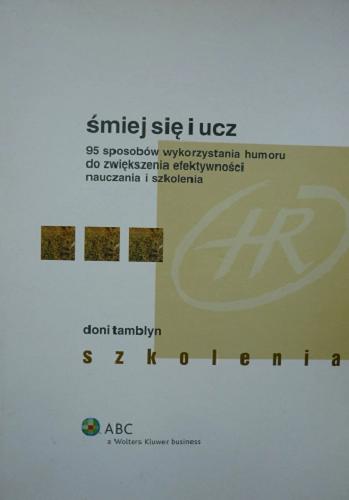 śmiej się i ucz
95 sposobów wykorzystania humoru
do zwiększenia efektywności
nauczania i szkolenia
HR
doni tamblyn
szkolenia
ABC
a Wolters Kluwer business